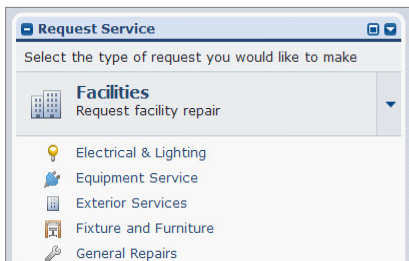 Request Service
Select the type of request you would like to make
Facilities
Request facility repair
Electrical & Lighting
Equipment Service
Exterior Services
Fixture and Furniture
General Repairs